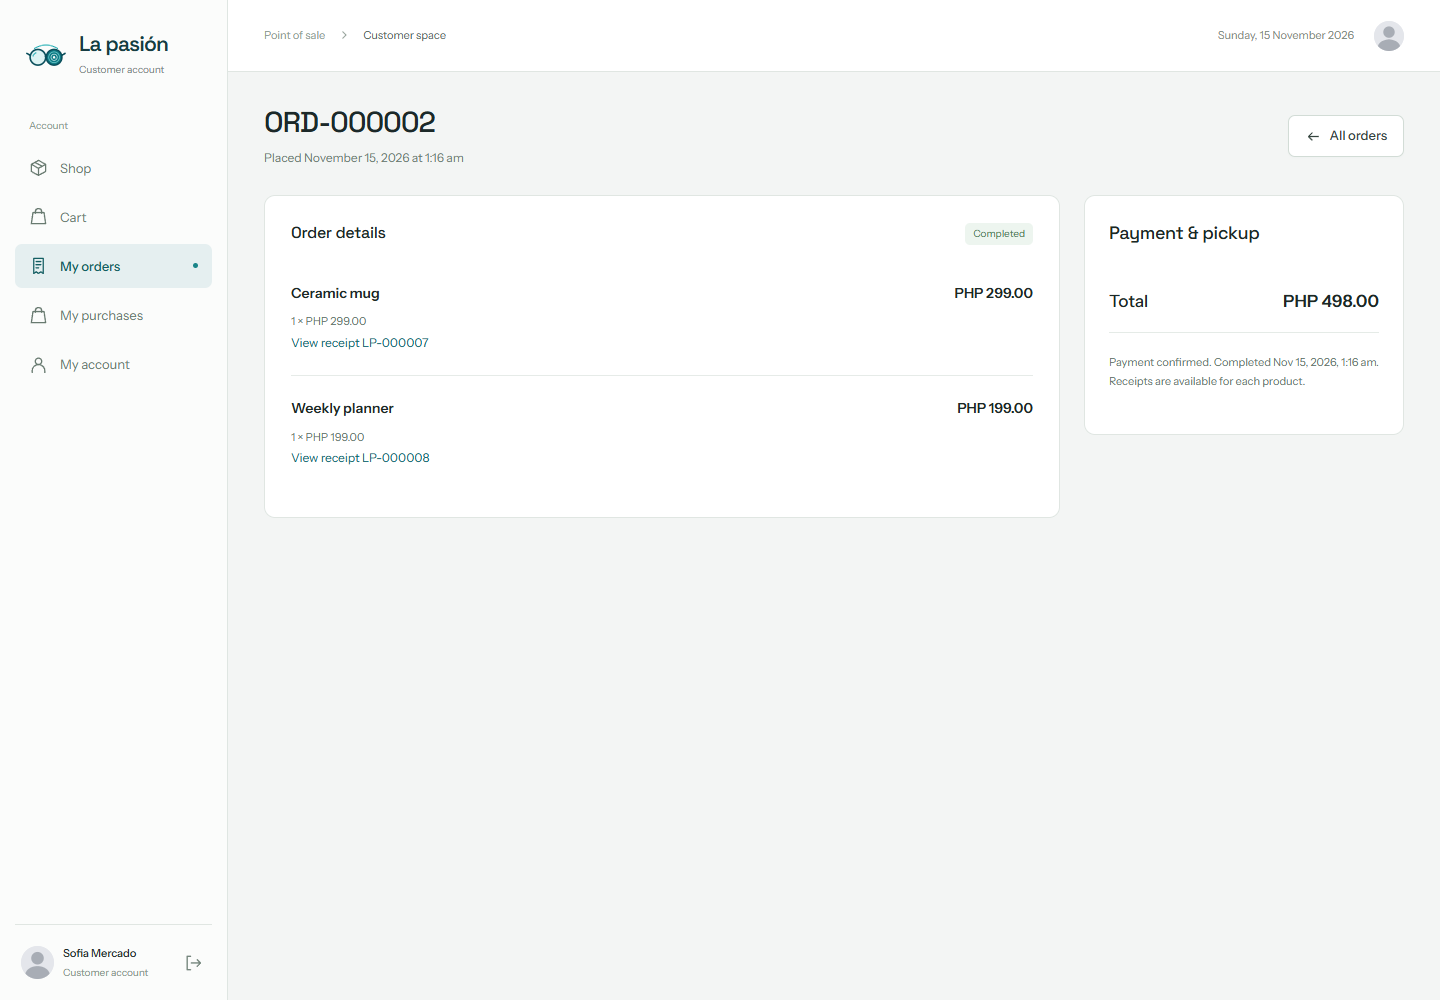 La pasión
Customer account
Account
Shop
Cart
My orders
My purchases
My account
Sofia Mercado
Customer account
Point of sale > Customer space
Sunday, 15 November 2026
ORD-000002
Placed November 15, 2026 at 1:16 am
All orders
Order details
Completed
Ceramic mug PHP 299.00
1 × PHP 299.00
View receipt LP-000007
Weekly planner PHP 199.00
1 × PHP 199.00
View receipt LP-000008
Payment & pickup
Total PHP 498.00
Payment confirmed. Completed Nov 15, 2026, 1:16 am.
Receipts are available for each product.